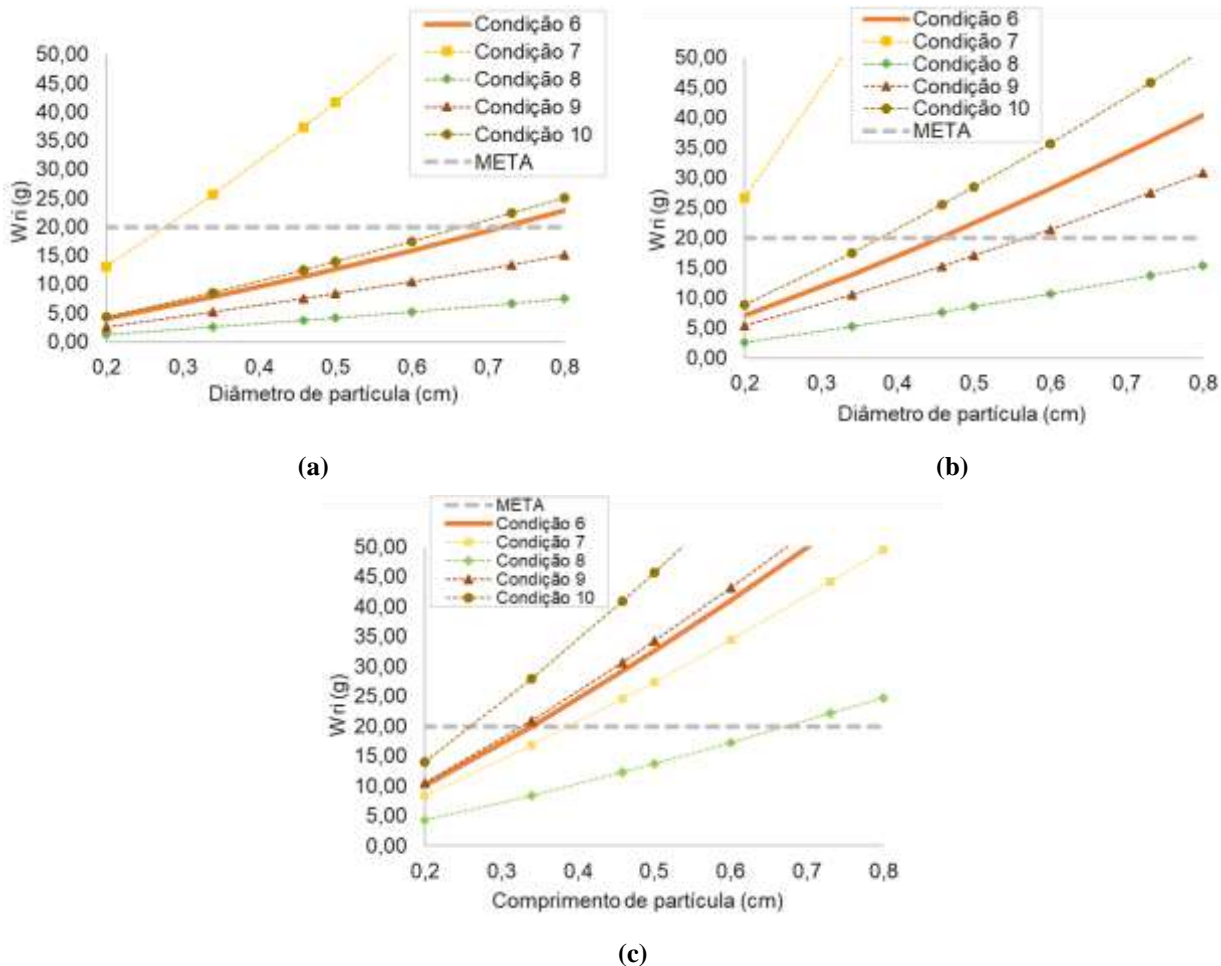 Condição 6
Condição 7
Condição 8
Condição 9
Condição 10
META
50,00
45,00
40,00
35,00
30,00
25,00
20,00
15,00
10,00
5,00
0,00
Wri (g)
0,2 0,3 0,4 0,5 0,6 0,7 0,8
Diâmetro de partícula (cm)
(a)
Condição 6
Condição 7
Condição 8
Condição 9
Condição 10
META
50,00
45,00
40,00
35,00
30,00
25,00
20,00
15,00
10,00
5,00
0,00
Wri (g)
0,2 0,3 0,4 0,5 0,6 0,7 0,8
Diâmetro de partícula (cm)
(b)
META
Condição 6
Condição 7
Condição 8
Condição 9
Condição 10
50,00
45,00
40,00
35,00
30,00
25,00
20,00
15,00
10,00
5,00
0,00
Wri (g)
0,2 0,3 0,4 0,5 0,6 0,7 0,8
Comprimento de partícula (cm)
(c)